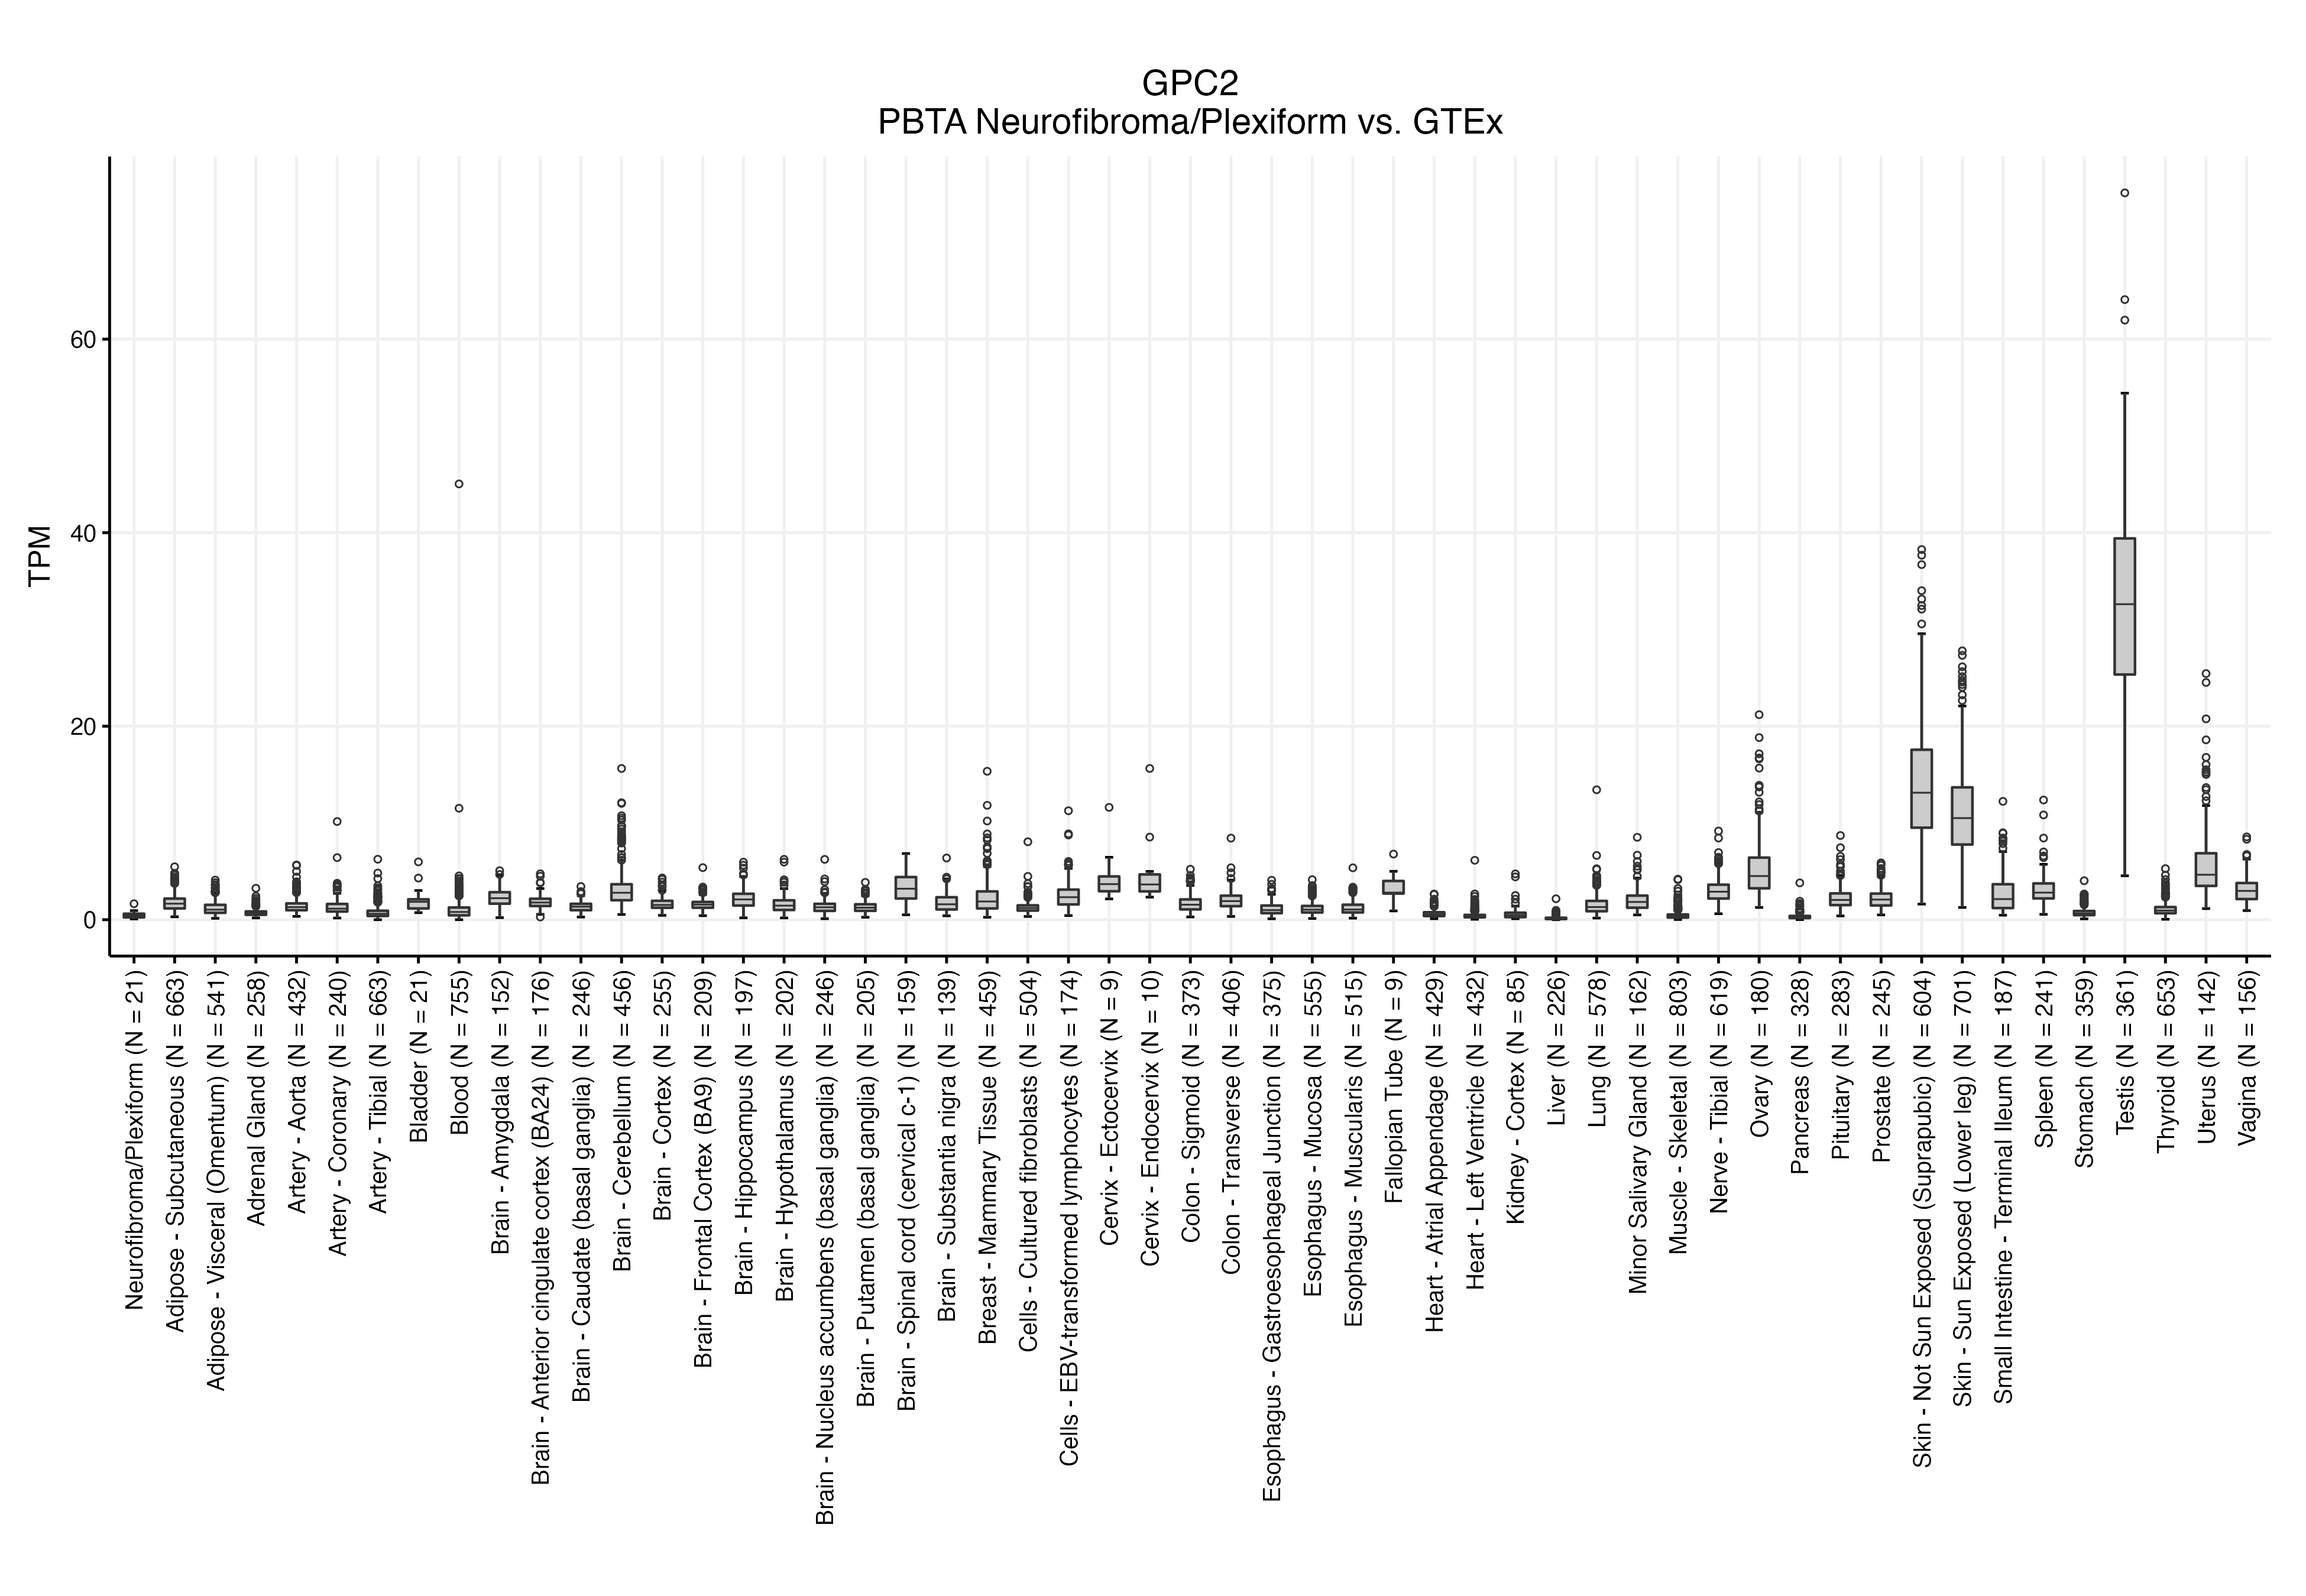 GPC2
PBTA Neurofibroma/Plexiform vs. GTEx
TPM
60
40
20
0
Neurofibroma/Plexiform (N = 21)
Adipose - Subcutaneous (N = 663)
Adipose - Visceral (Omentum) (N = 541)
Adrenal Gland (N = 258)
Artery - Aorta (N = 432)
Artery - Coronary (N = 240)
Artery - Tibial (N = 663)
Bladder (N = 21)
Blood (N = 755)
Brain - Amygdala (N = 152)
Brain - Anterior cingulate cortex (BA24) (N = 176)
Brain - Caudate (basal ganglia) (N = 246)
Brain - Cerebellum (N = 456)
Brain - Cortex (N = 255)
Brain - Frontal Cortex (BA9) (N = 209)
Brain - Hippocampus (N = 197)
Brain - Hypothalamus (N = 202)
Brain - Nucleus accumbens (basal ganglia) (N = 246)
Brain - Putamen (basal ganglia) (N = 205)
Brain - Spinal cord (cervical c-1) (N = 159)
Brain - Substantia nigra (N = 139)
Breast - Mammary Tissue (N = 459)
Cells - Cultured fibroblasts (N = 504)
Cells - EBV-transformed lymphocytes (N = 174)
Cervix - Ectocervix (N = 9)
Cervix - Endocervix (N = 10)
Colon - Sigmoid (N = 373)
Colon - Transverse (N = 406)
Esophagus - Gastroesophageal Junction (N = 375)
Esophagus - Mucosa (N = 555)
Esophagus - Muscularis (N = 515)
Fallopian Tube (N = 9)
Heart - Atrial Appendage (N = 429)
Heart - Left Ventricle (N = 432)
Kidney - Cortex (N = 85)
Liver (N = 226)
Lung (N = 578)
Minor Salivary Gland (N = 162)
Muscle - Skeletal (N = 803)
Nerve - Tibial (N = 619)
Ovary (N = 180)
Pancreas (N = 328)
Pituitary (N = 283)
Prostate (N = 245)
Skin - Not Sun Exposed (Suprapubic) (N = 604)
Skin - Sun Exposed (Lower leg) (N = 701)
Small Intestine - Terminal Ileum (N = 187)
Spleen (N = 241)
Stomach (N = 359)
Testis (N = 361)
Thyroid (N = 653)
Uterus (N = 142)
Vagina (N = 156)